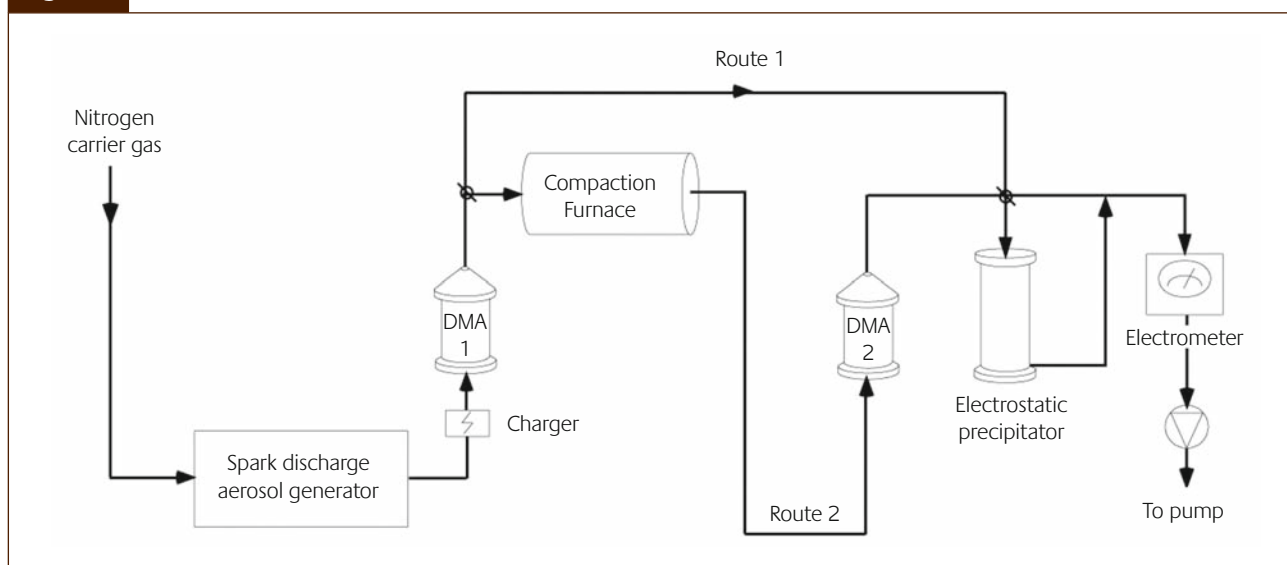 Route 1
Nitrogen
carrier gas
Compaction
Furnace
DMA
1
DMA
2
Electrometer
Electrostatic
precipitator
Charger
Spark discharge
aerosol generator
Route 2
To pump